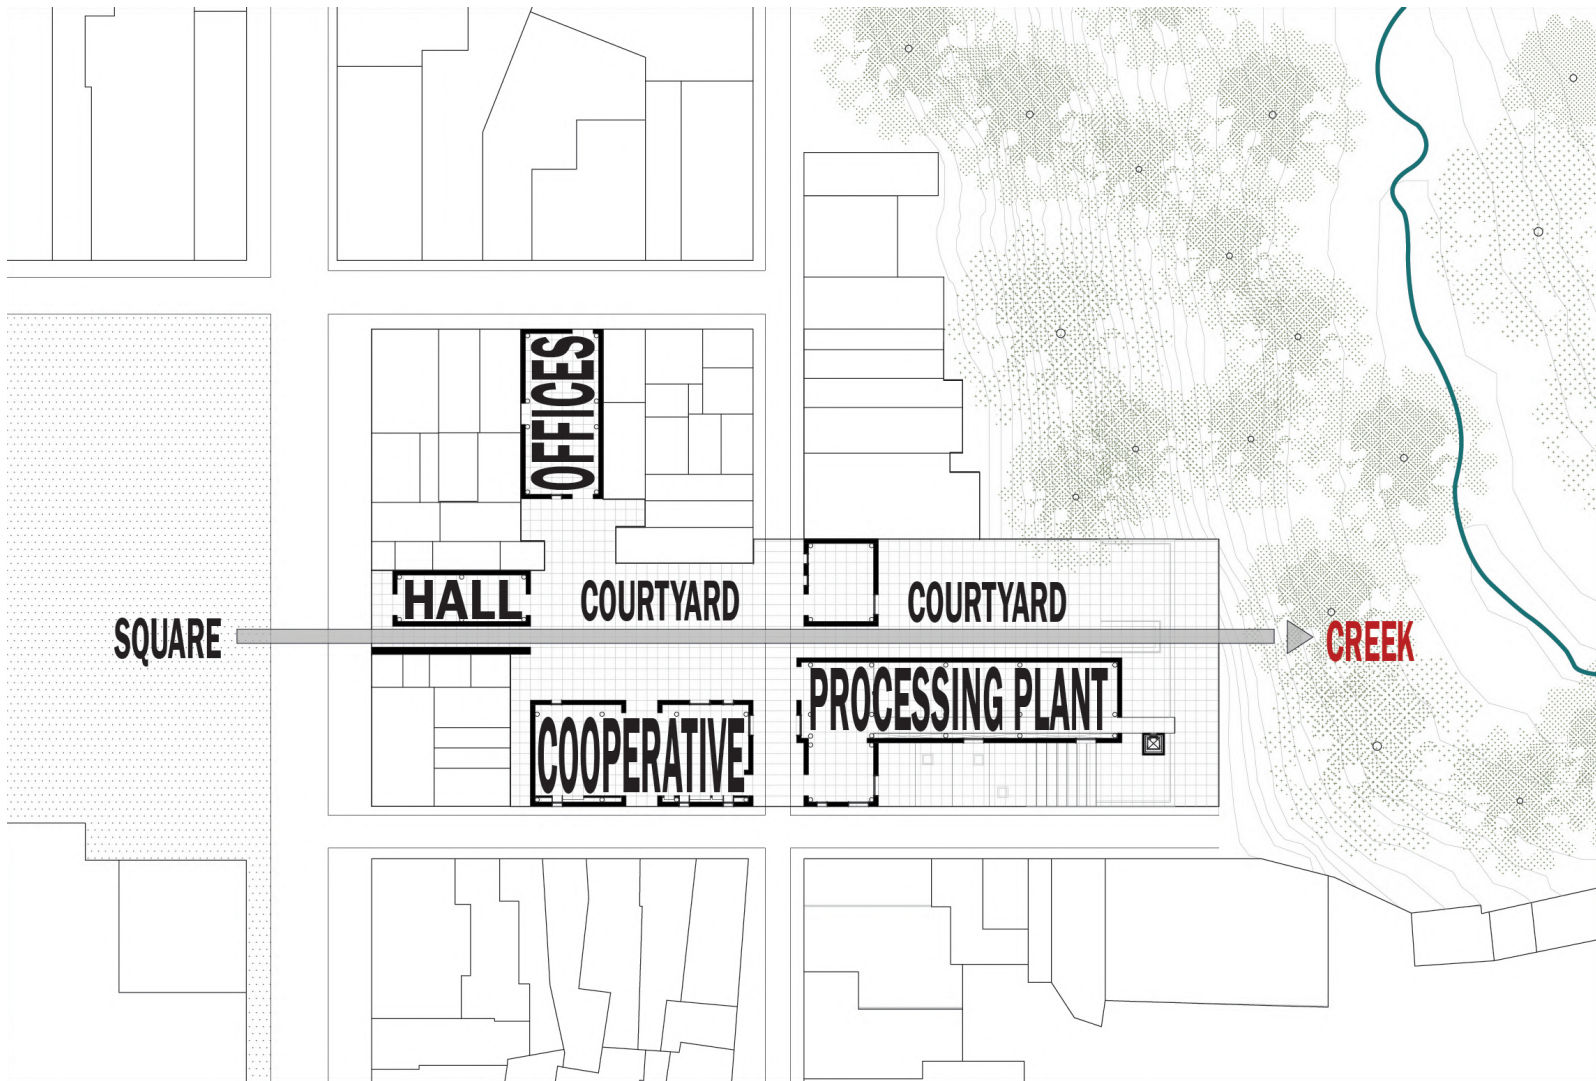 OFFICES
HALL
COURTYARD
COURTYARD
SQUARE
CREEK
PROCESSING PLANT
COOPERATIVE